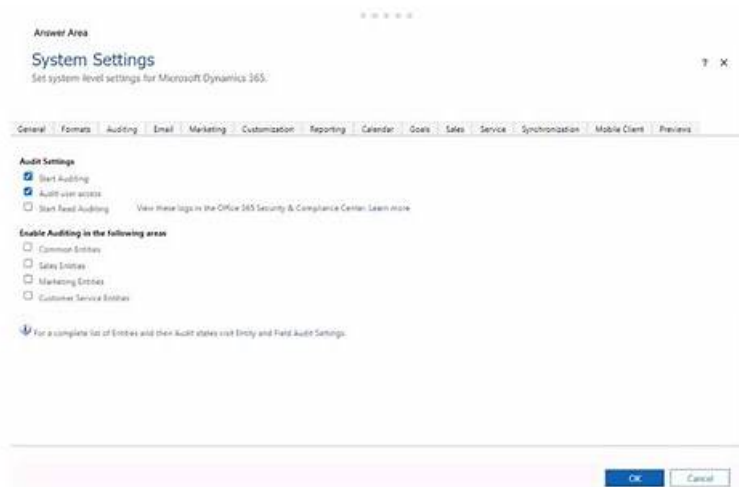 Answer Area
System Settings
Set system-level settings for Microsoft Dynamics 365.
? X
General Formats Auditing Email Marketing Customization Reporting Calendar Goals Sales Service Synchronization Mobile Client Previews
Audit Settings
Start Auditing
Audit user access
Start Read Auditing View these logs in the Office 365 Security & Compliance Center. Learn more
Enable Auditing in the following areas
Common Entities
Sales Entities
Marketing Entities
Customer Service Entities
For a complete list of Entities and their Audit states visit Entity and Field Audit Settings.
OK Cancel